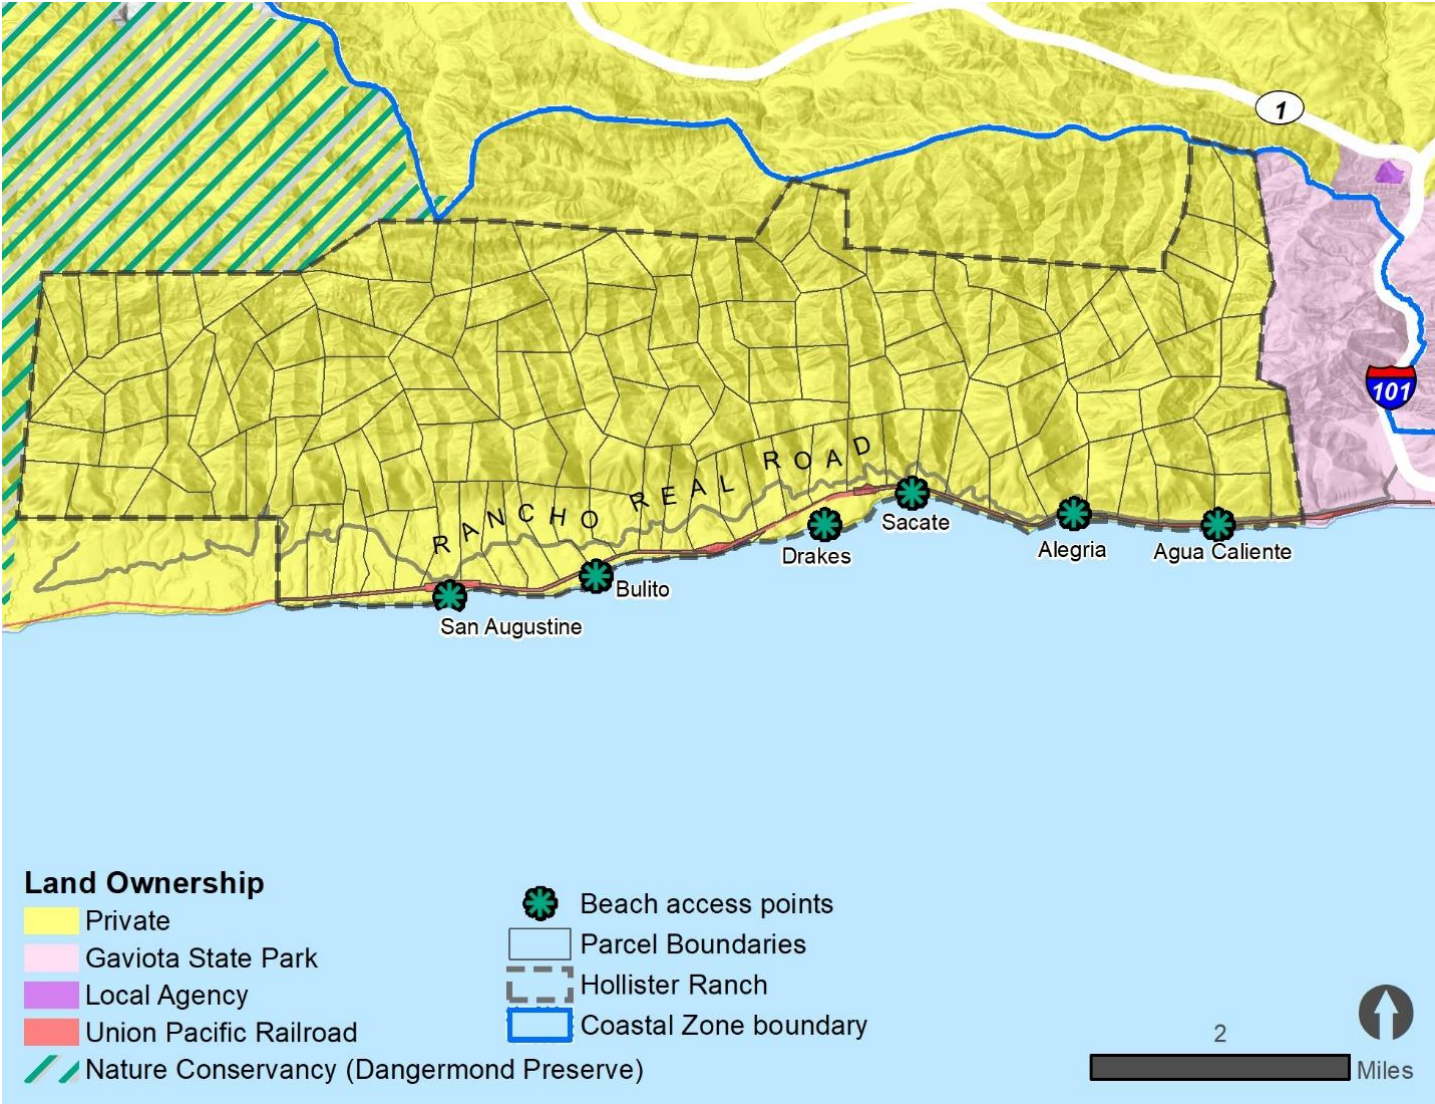 1
101
RANCHO REAL ROAD
Sacate
Drakes
Alegria
Agua Caliente
Bulito
San Augustine
Land Ownership
Private
Gaviota State Park
Local Agency
Union Pacific Railroad
Nature Conservancy (Dangermond Preserve)
Beach access points
Parcel Boundaries
Hollister Ranch
Coastal Zone boundary
2
Miles